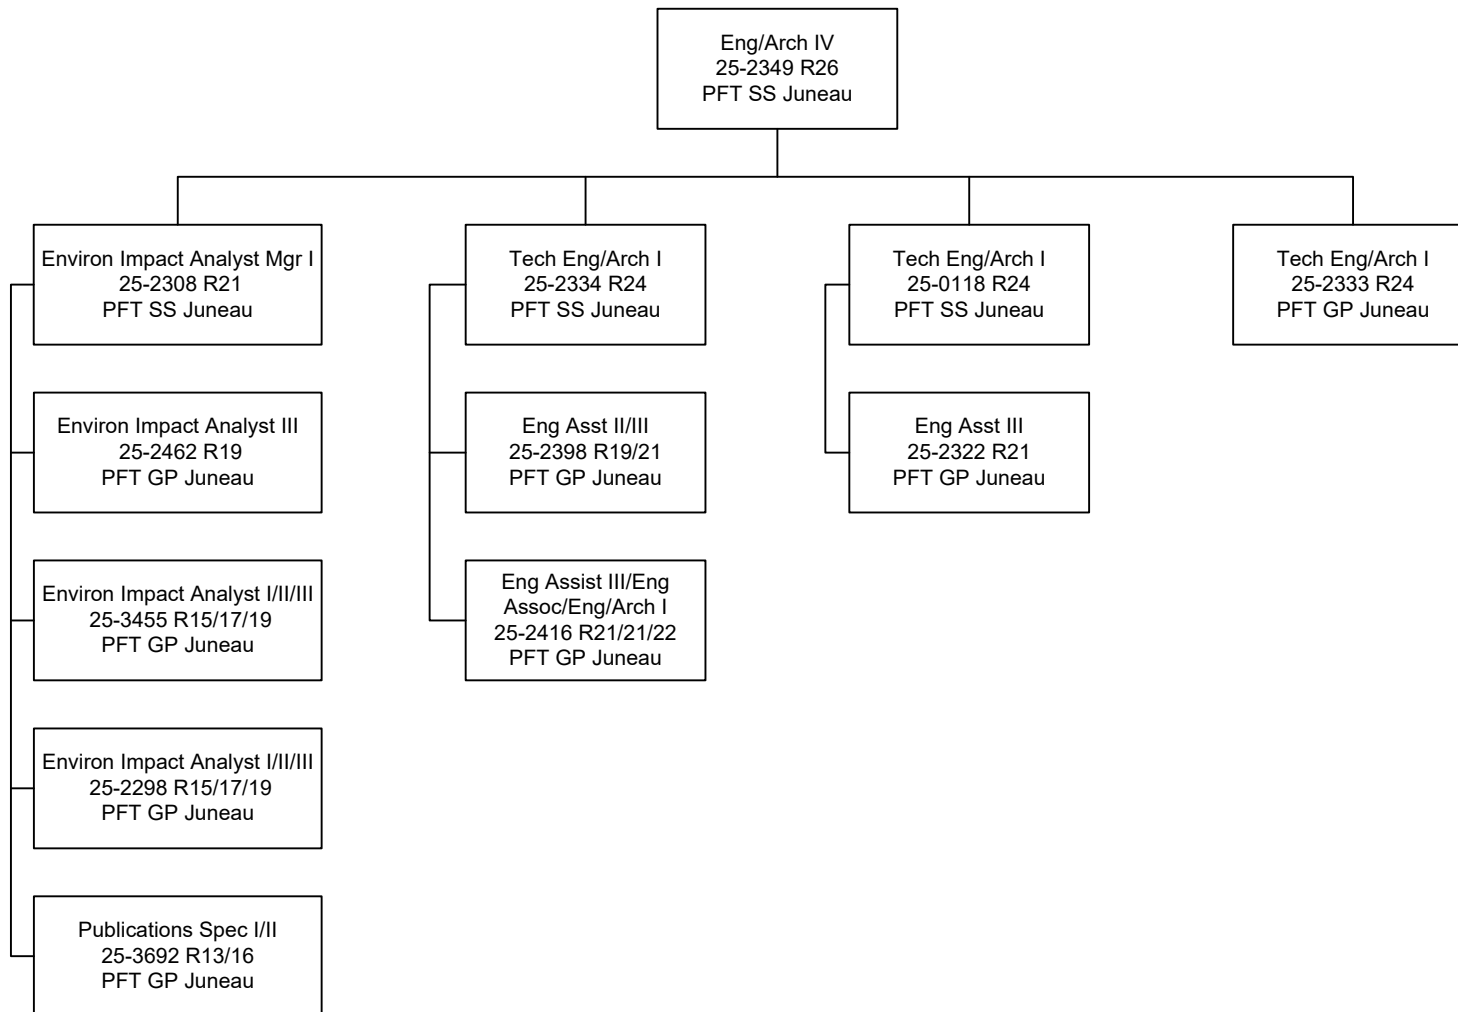 Eng/Arch IV
25-2349 R26
PFT SS Juneau
Environ Impact Analyst Mgr I
25-2308 R21
PFT SS Juneau
Tech Eng/Arch I
25-2334 R24
PFT SS Juneau
Tech Eng/Arch I
25-0118 R24
PFT SS Juneau
Tech Eng/Arch I
25-2333 R24
PFT GP Juneau
Environ Impact Analyst III
25-2462 R19
PFT GP Juneau
Eng Asst II/III
25-2398 R19/21
PFT GP Juneau
Eng Asst III
25-2322 R21
PFT GP Juneau
Environ Impact Analyst I/II/III
25-3455 R15/17/19
PFT GP Juneau
Eng Assist III/Eng
Assoc/Eng/Arch I
25-2416 R21/21/22
PFT GP Juneau
Environ Impact Analyst I/II/III
25-2298 R15/17/19
PFT GP Juneau
Publications Spec I/II
25-3692 R13/16
PFT GP Juneau